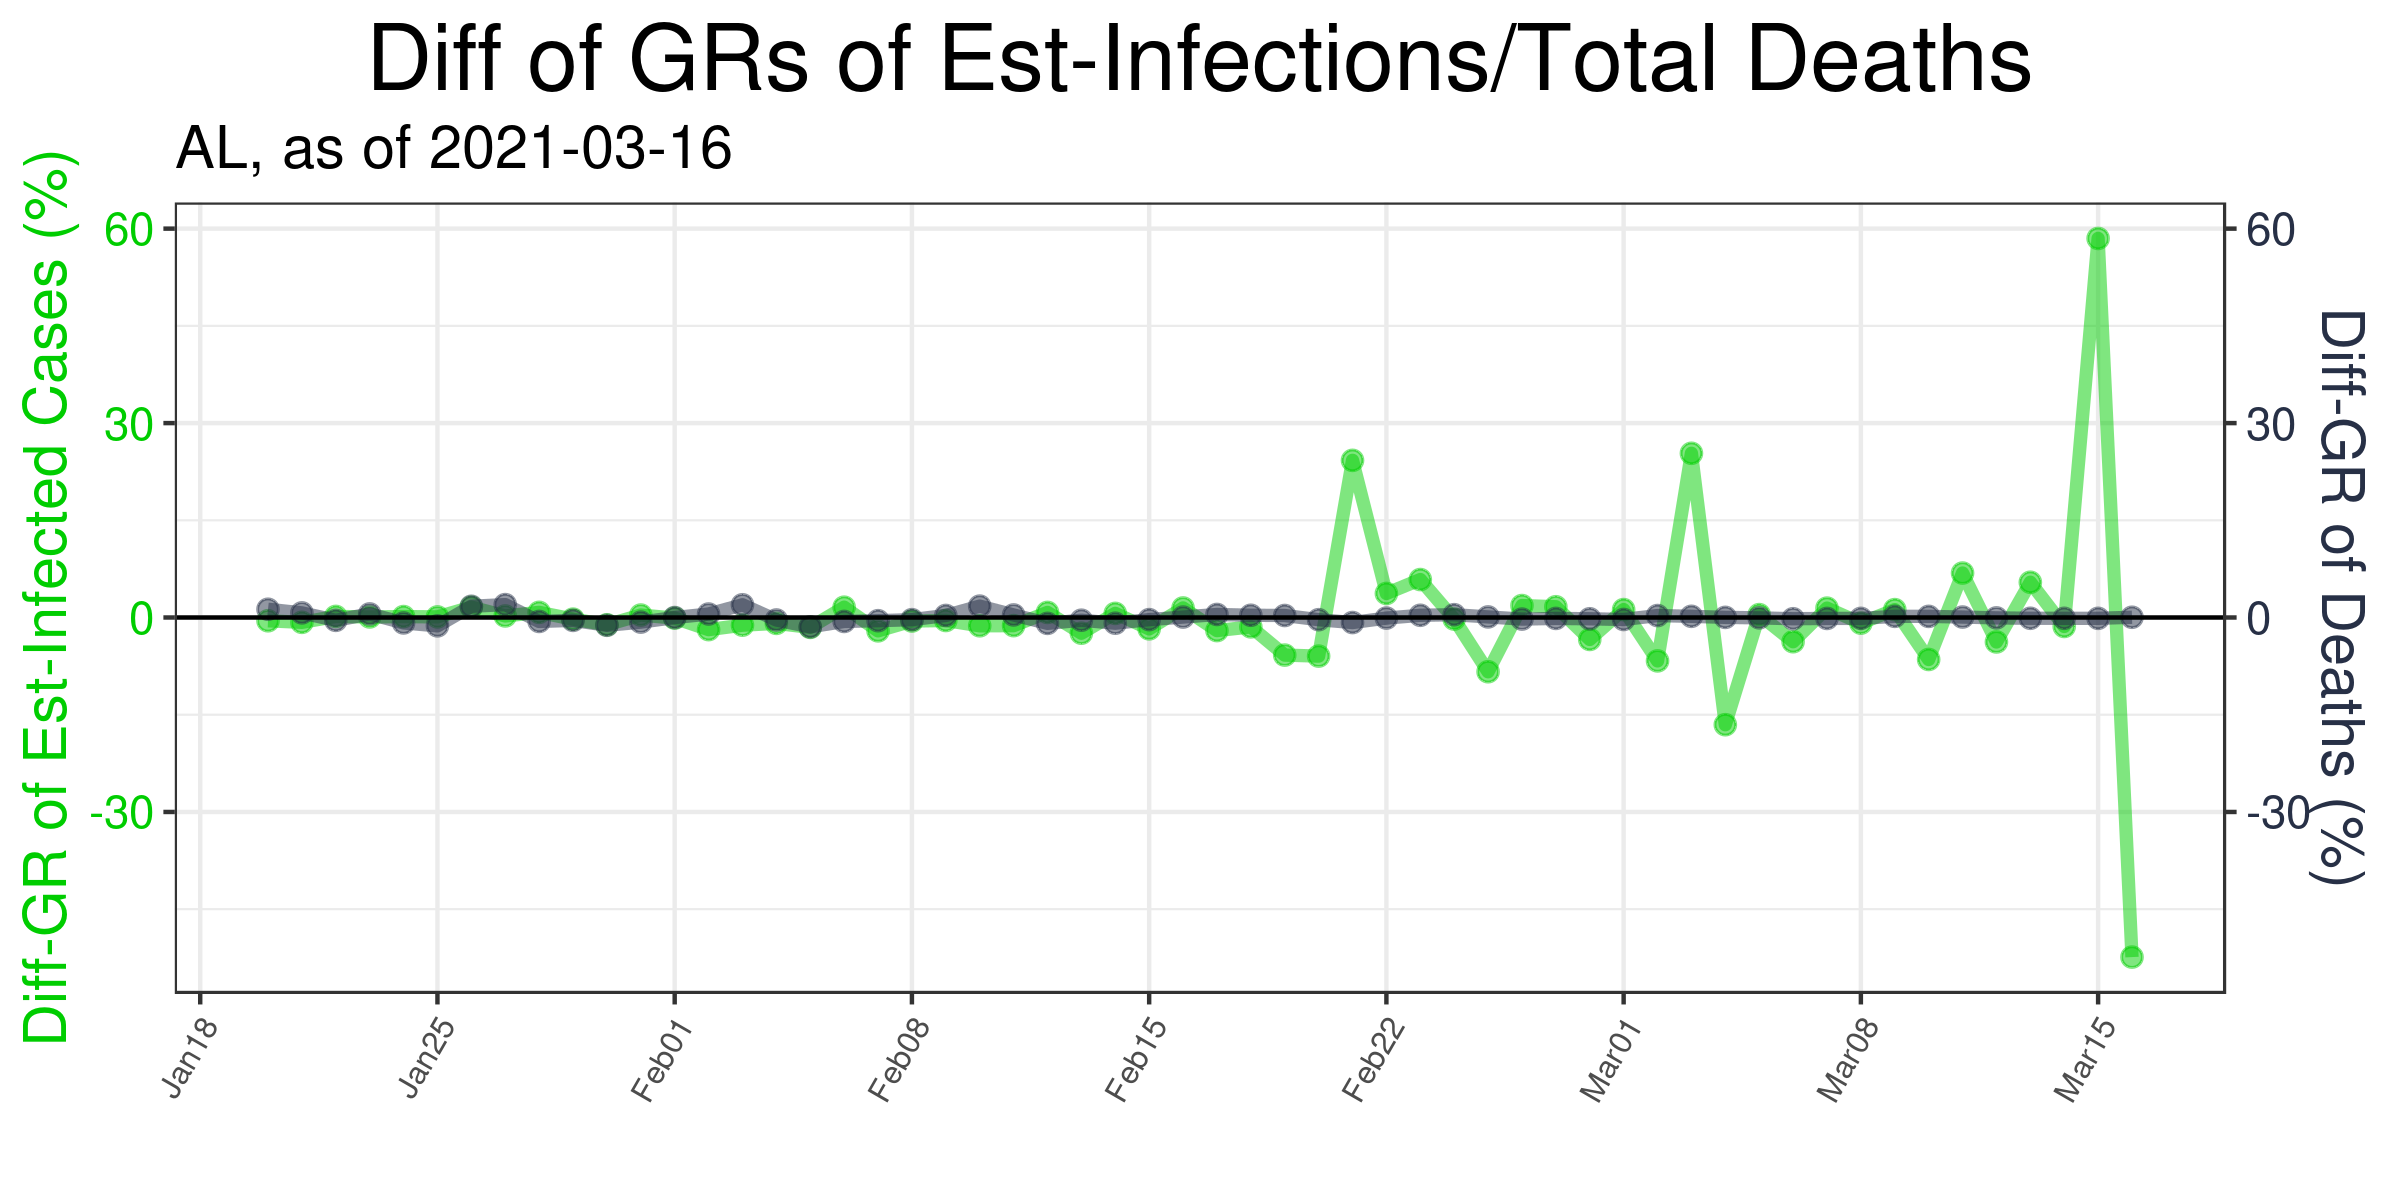 Diff of GRs of Est-Infections/Total Deaths
AL, as of 2021-03-16
Diff-GR of Est-Infected Cases (%)
60
30
0
-30
60
30
0
-30
Diff-GR of Deaths (%)
Jan18
Jan25
Feb01
Feb08
Feb15
Feb22
Mar01
Mar08
Mar15